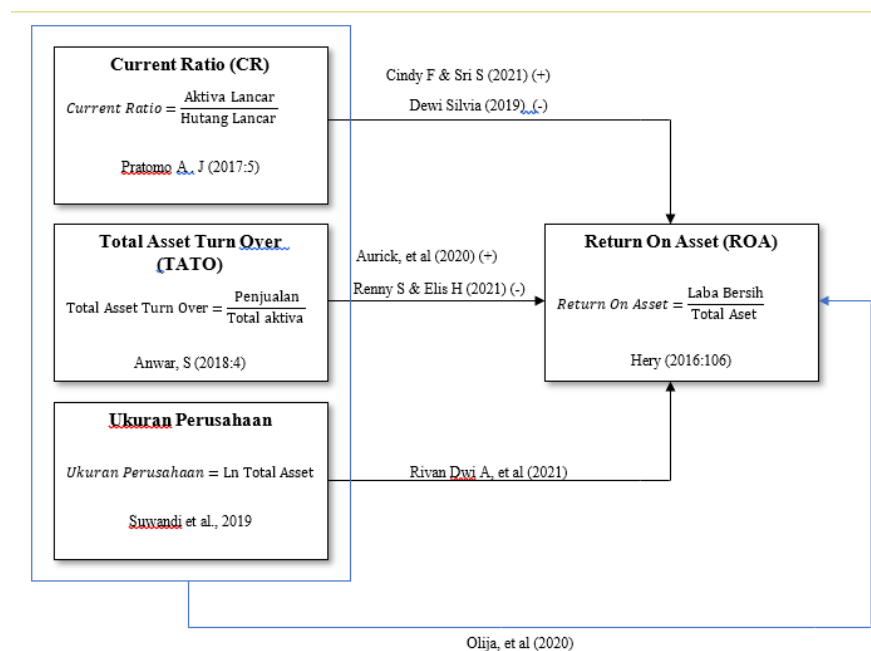 Current Ratio (CR)
Current Ratio = Aktiva Lancar / Hutang Lancar
Pratomo A., J (2017:5)
Cindy F & Sri S (2021) (+)
Dewi Silvia (2019). (-)
Total Asset Turn Over
(TATO)
Total Asset Turn Over = Penjualan / Total aktiva
Anwar, S (2018:4)
Aurick, et al (2020) (+)
Renny S & Elis H (2021) (-)
Return On Asset (ROA)
Return On Asset = Laba Bersih / Total Aset
Hery (2016:106)
Ukuran Perusahaan
Ukuran Perusahaan = Ln Total Asset
Suwandi et al., 2019
Rivan Dwi A, et al (2021)
Olija, et al (2020)